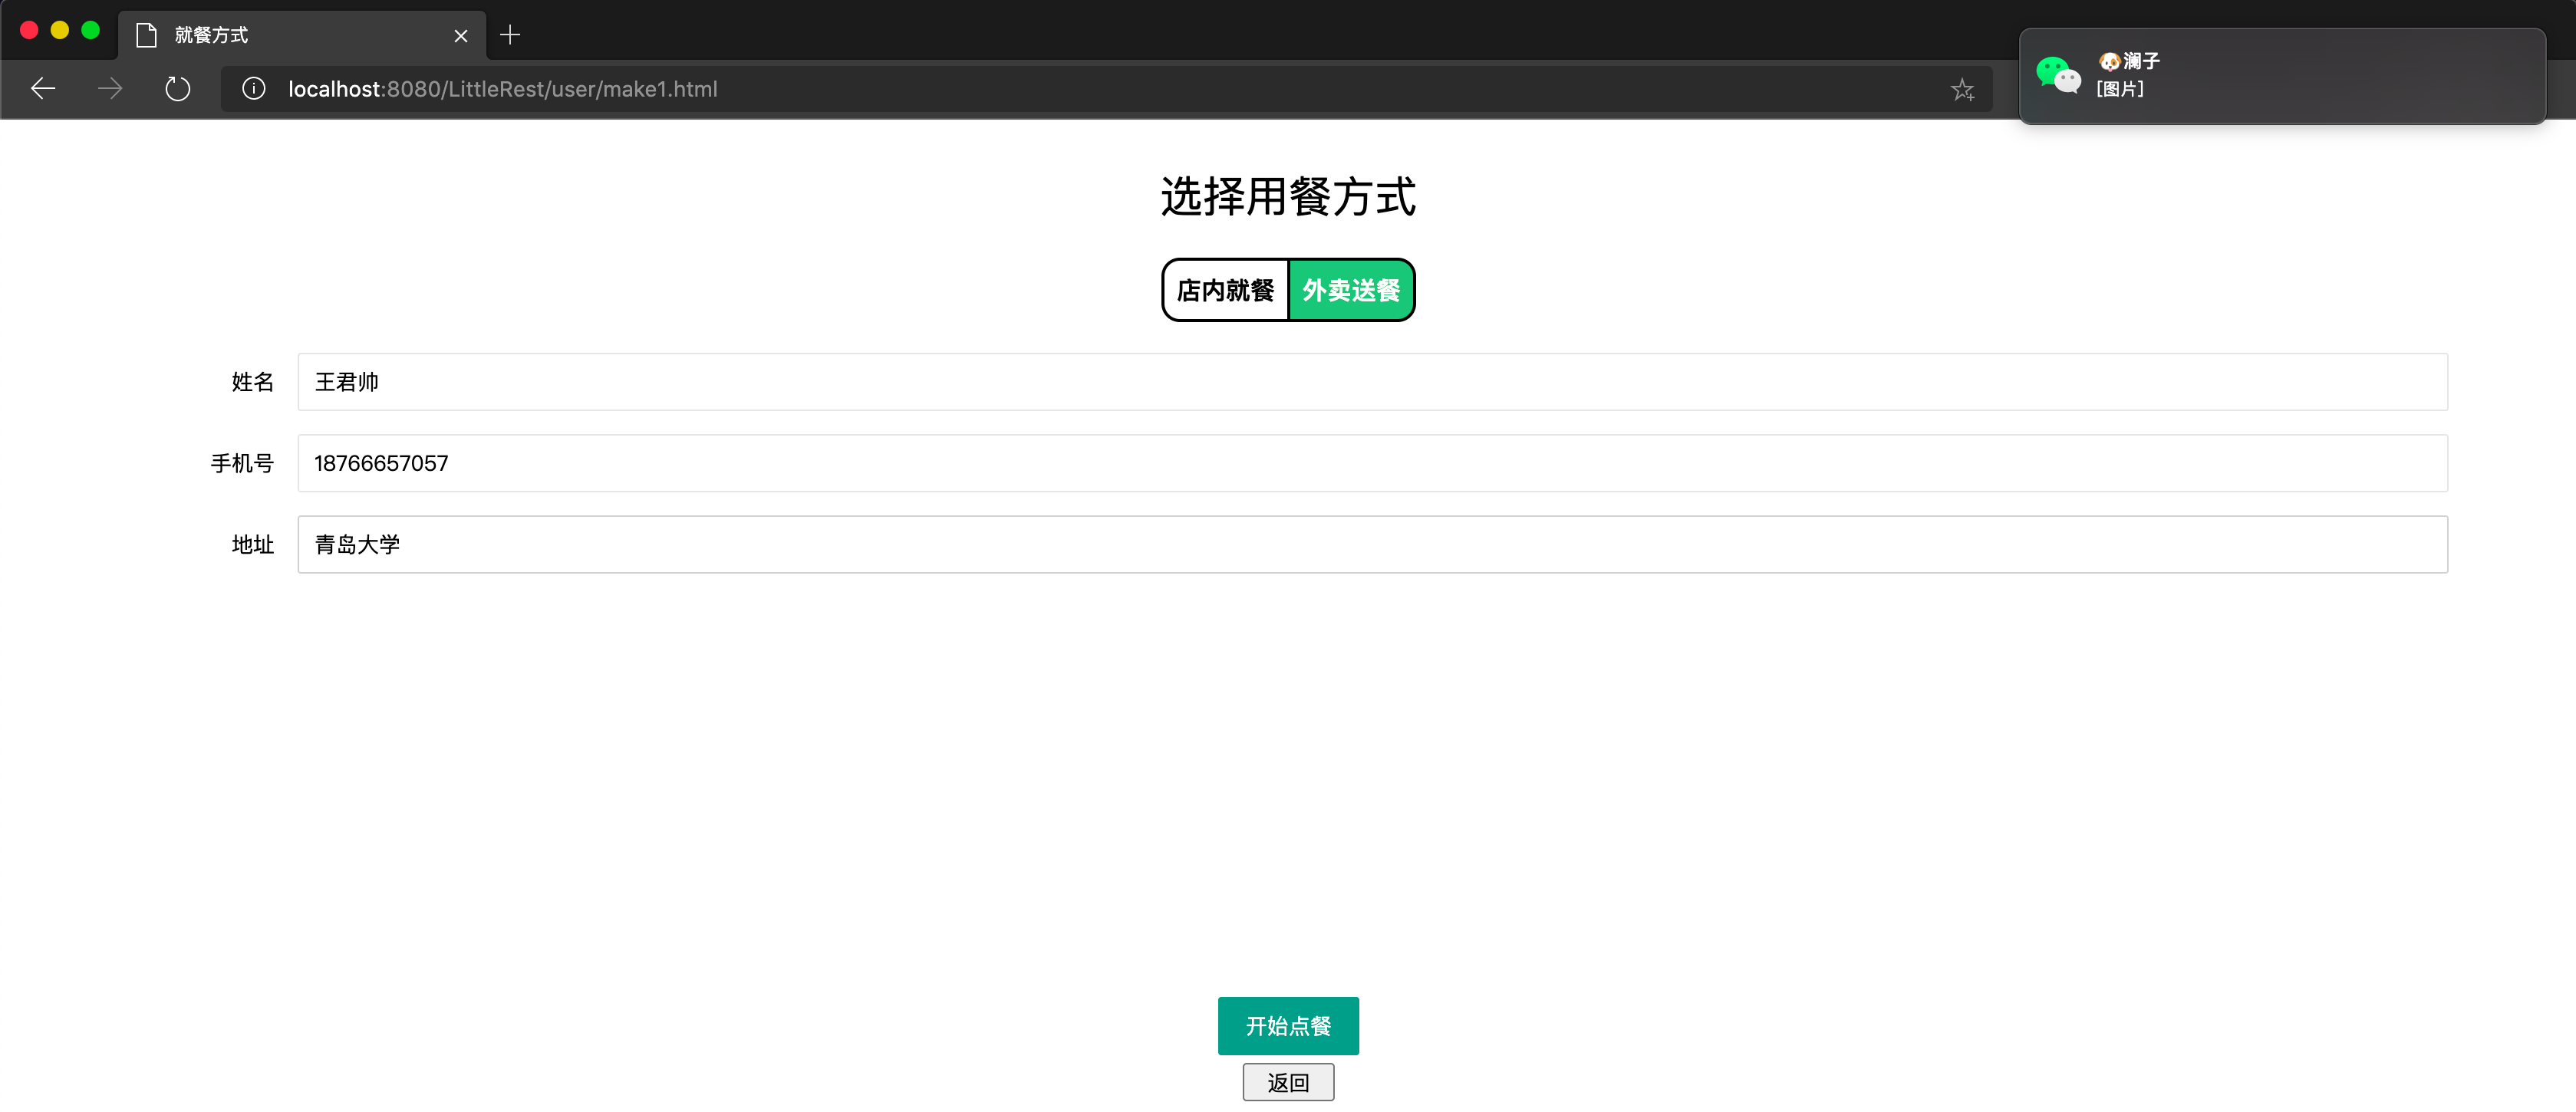 就餐方式
localhost:8080/LittleRest/user/make1.html
🐶澜子
[图片]
选择用餐方式
店内就餐 外卖送餐
姓名 王君帅
手机号 18766657057
地址 青岛大学
开始点餐
返回